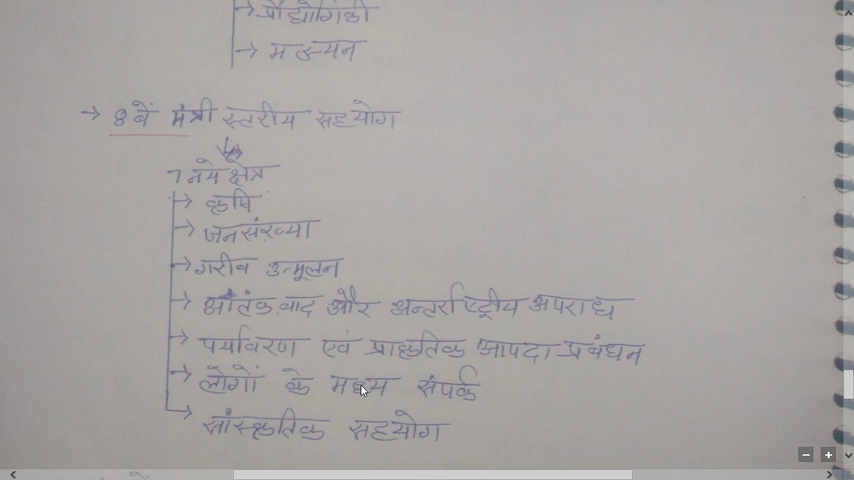 → प्रौद्योगिकी
→ मत्स्यन
→ 8वें मंत्री स्तरीय सहयोग
7 नये क्षेत्र
→ कृषि
→ जनसंख्या
→ गरीब उन्मूलन
→ आतंकवाद और अन्तर्राष्ट्रीय अपराध
→ पर्यावरण एवं प्राकृतिक आपदा प्रबंधन
→ लोगों के मध्य संपर्क
→ सांस्कृतिक सहयोग